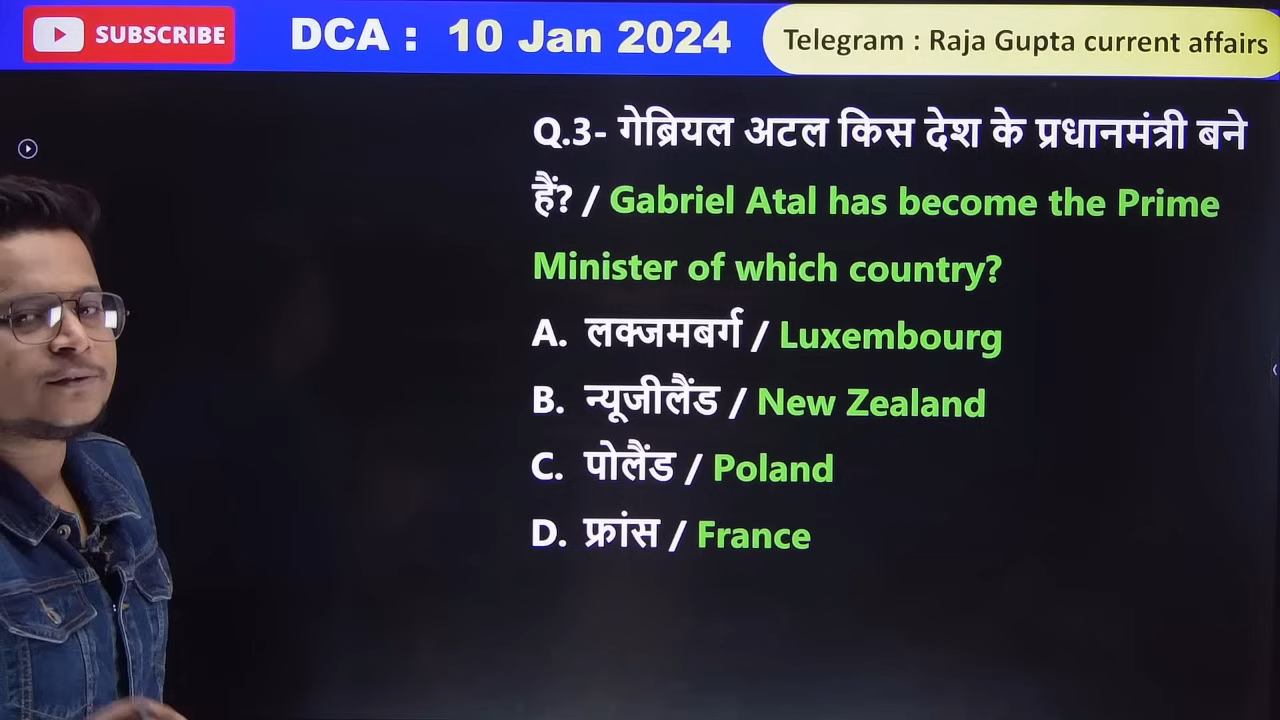 SUBSCRIBE DCA : 10 Jan 2024 Telegram : Raja Gupta current affairs
Q.3- गेब्रियल अटल किस देश के प्रधानमंत्री बने
हैं? / Gabriel Atal has become the Prime
Minister of which country?
A. लक्जमबर्ग / Luxembourg
B. न्यूजीलैंड / New Zealand
C. पोलैंड / Poland
D. फ्रांस / France